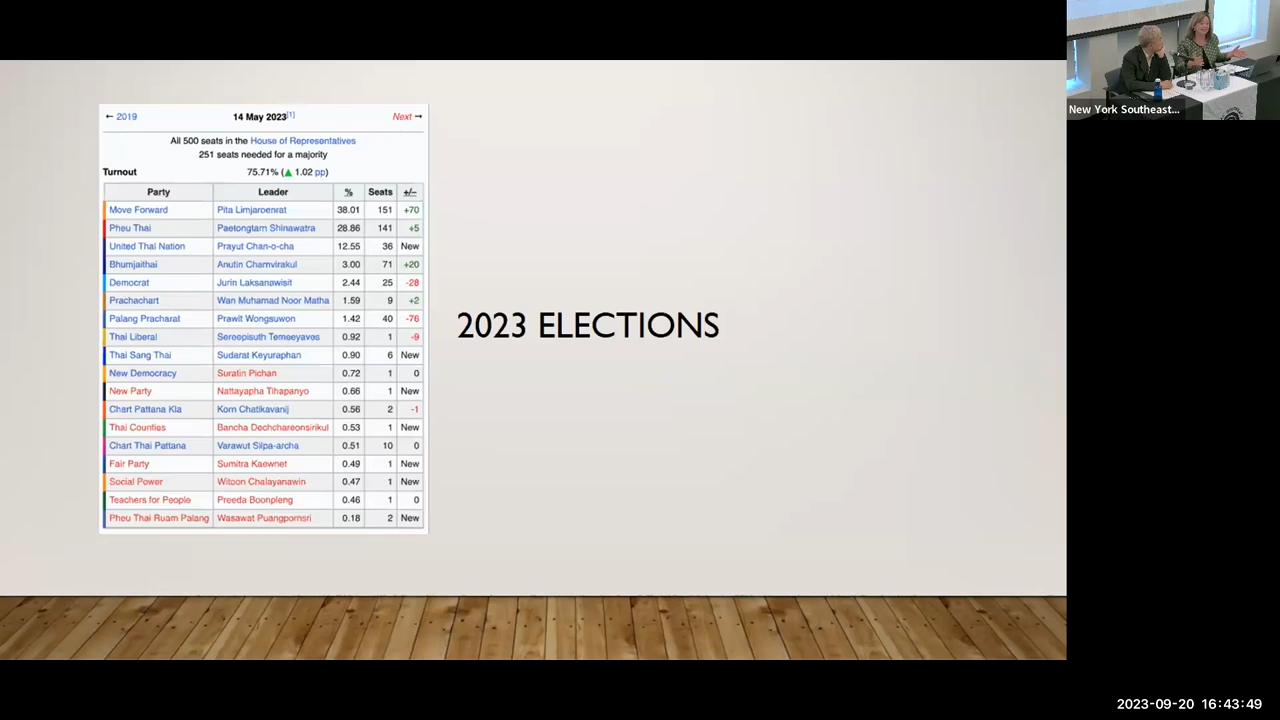 ← 2019 14 May 2023[1] Next →
All 500 seats in the House of Representatives
251 seats needed for a majority
Turnout 75.71% (▲ 1.02 pp)
Party Leader % Seats +/–
Move Forward Pita Limjaroenrat 38.01 151 +70
Pheu Thai Paetongtarn Shinawatra 28.86 141 +5
United Thai Nation Prayut Chan-o-cha 12.55 36 New
Bhumjaithai Anutin Charnvirakul 3.00 71 +20
Democrat Jurin Laksanawisit 2.44 25 -28
Prachachart Wan Muhamad Noor Matha 1.59 9 +2
Palang Pracharat Prawit Wongsuwon 1.42 40 -76
Thai Liberal Sereepisuth Temeeyaves 0.92 1 -9
Thai Sang Thai Sudarat Keyuraphan 0.90 6 New
New Democracy Suratin Pichan 0.72 1 0
New Party Nattayapha Tihapanyo 0.66 1 New
Chart Pattana Kla Korn Chatikavanij 0.56 2 -1
Thai Counties Bancha Dechchareonsirikul 0.53 1 New
Chart Thai Pattana Varawut Silpa-archa 0.51 10 0
Fair Party Sumitra Kaewnet 0.49 1 New
Social Power Witoon Chalayanawin 0.47 1 New
Teachers for People Preeda Boonpleng 0.46 1 0
Pheu Thai Ruam Palang Wasawat Puangpornsri 0.18 2 New
2023 ELECTIONS
New York Southeast...
2023-09-20 16:43:49